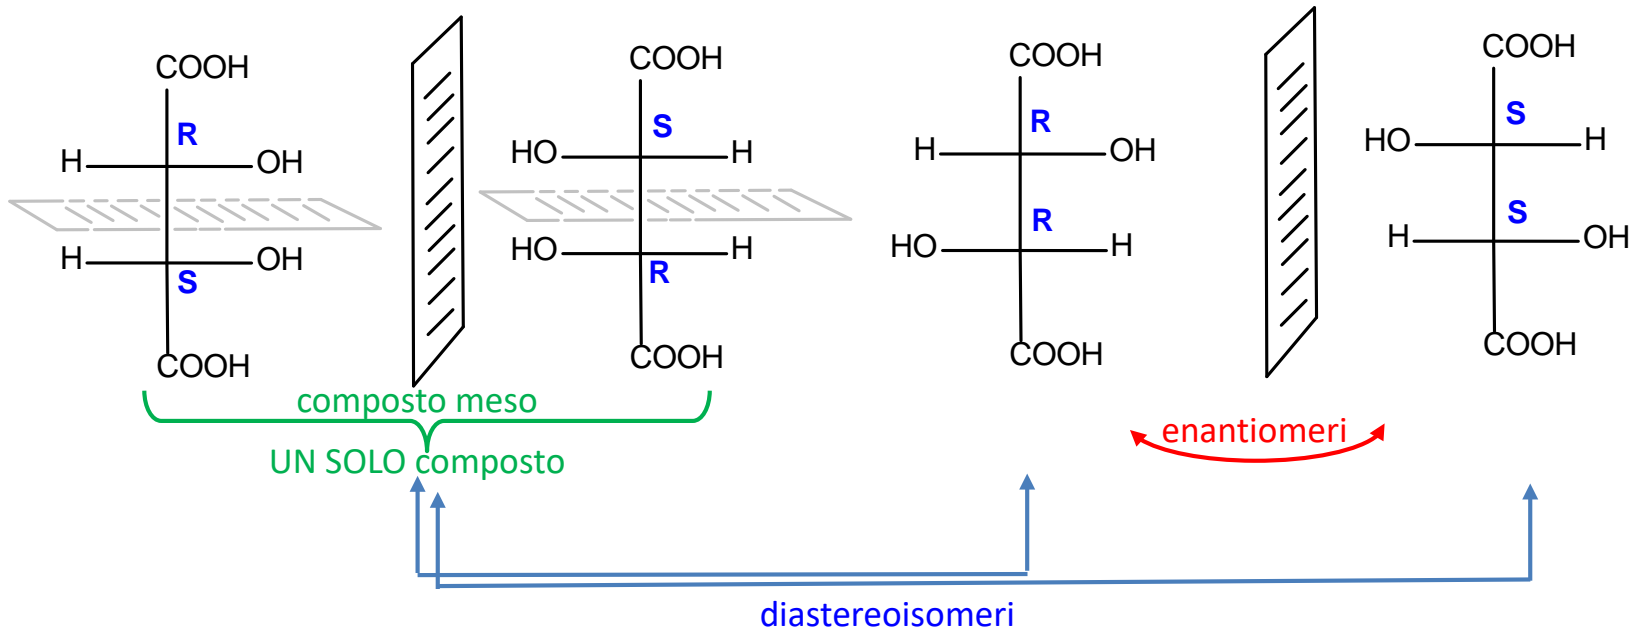 COOH
R
H OH
H OH
S
COOH
COOH
S
HO H
HO H
R
COOH
composto meso
UN SOLO composto
COOH
R
H OH
R
HO H
COOH
COOH
S
HO H
S
H OH
COOH
enantiomeri
diastereoisomeri